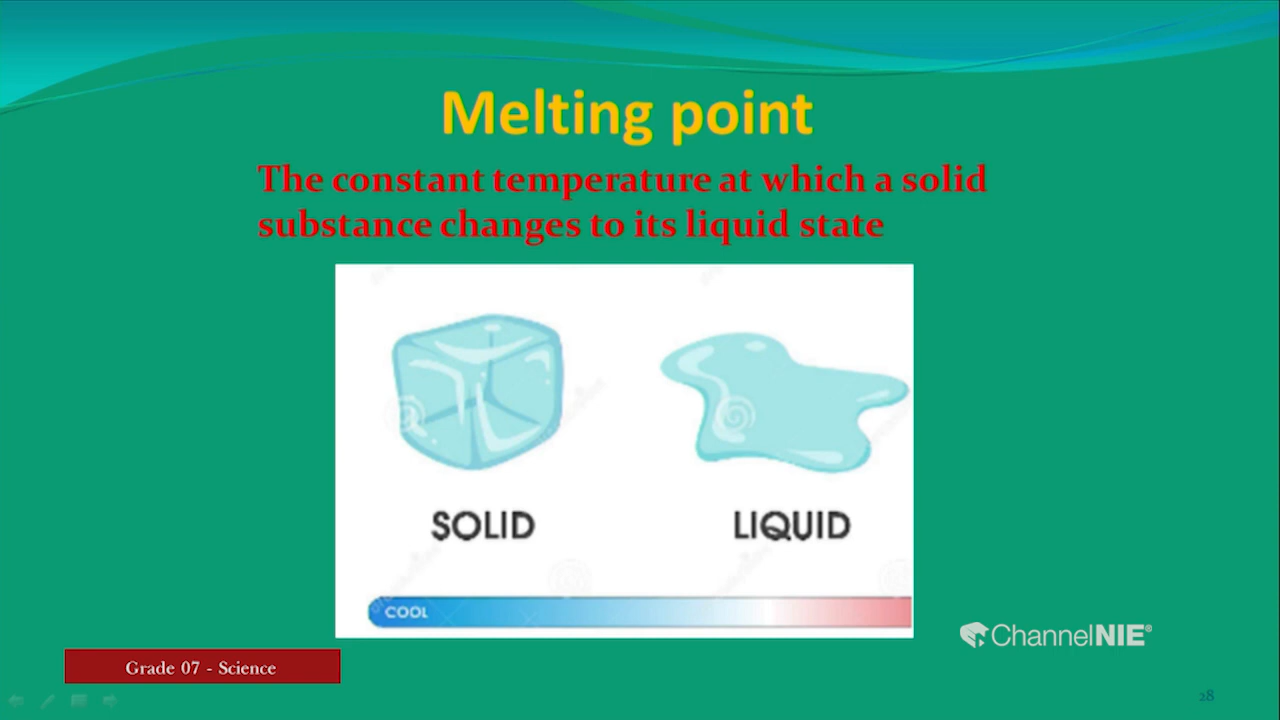 Melting point
The constant temperature at which a solid
substance changes to its liquid state
SOLID
LIQUID
COOL
ChannelNIE®
Grade 07 - Science
28